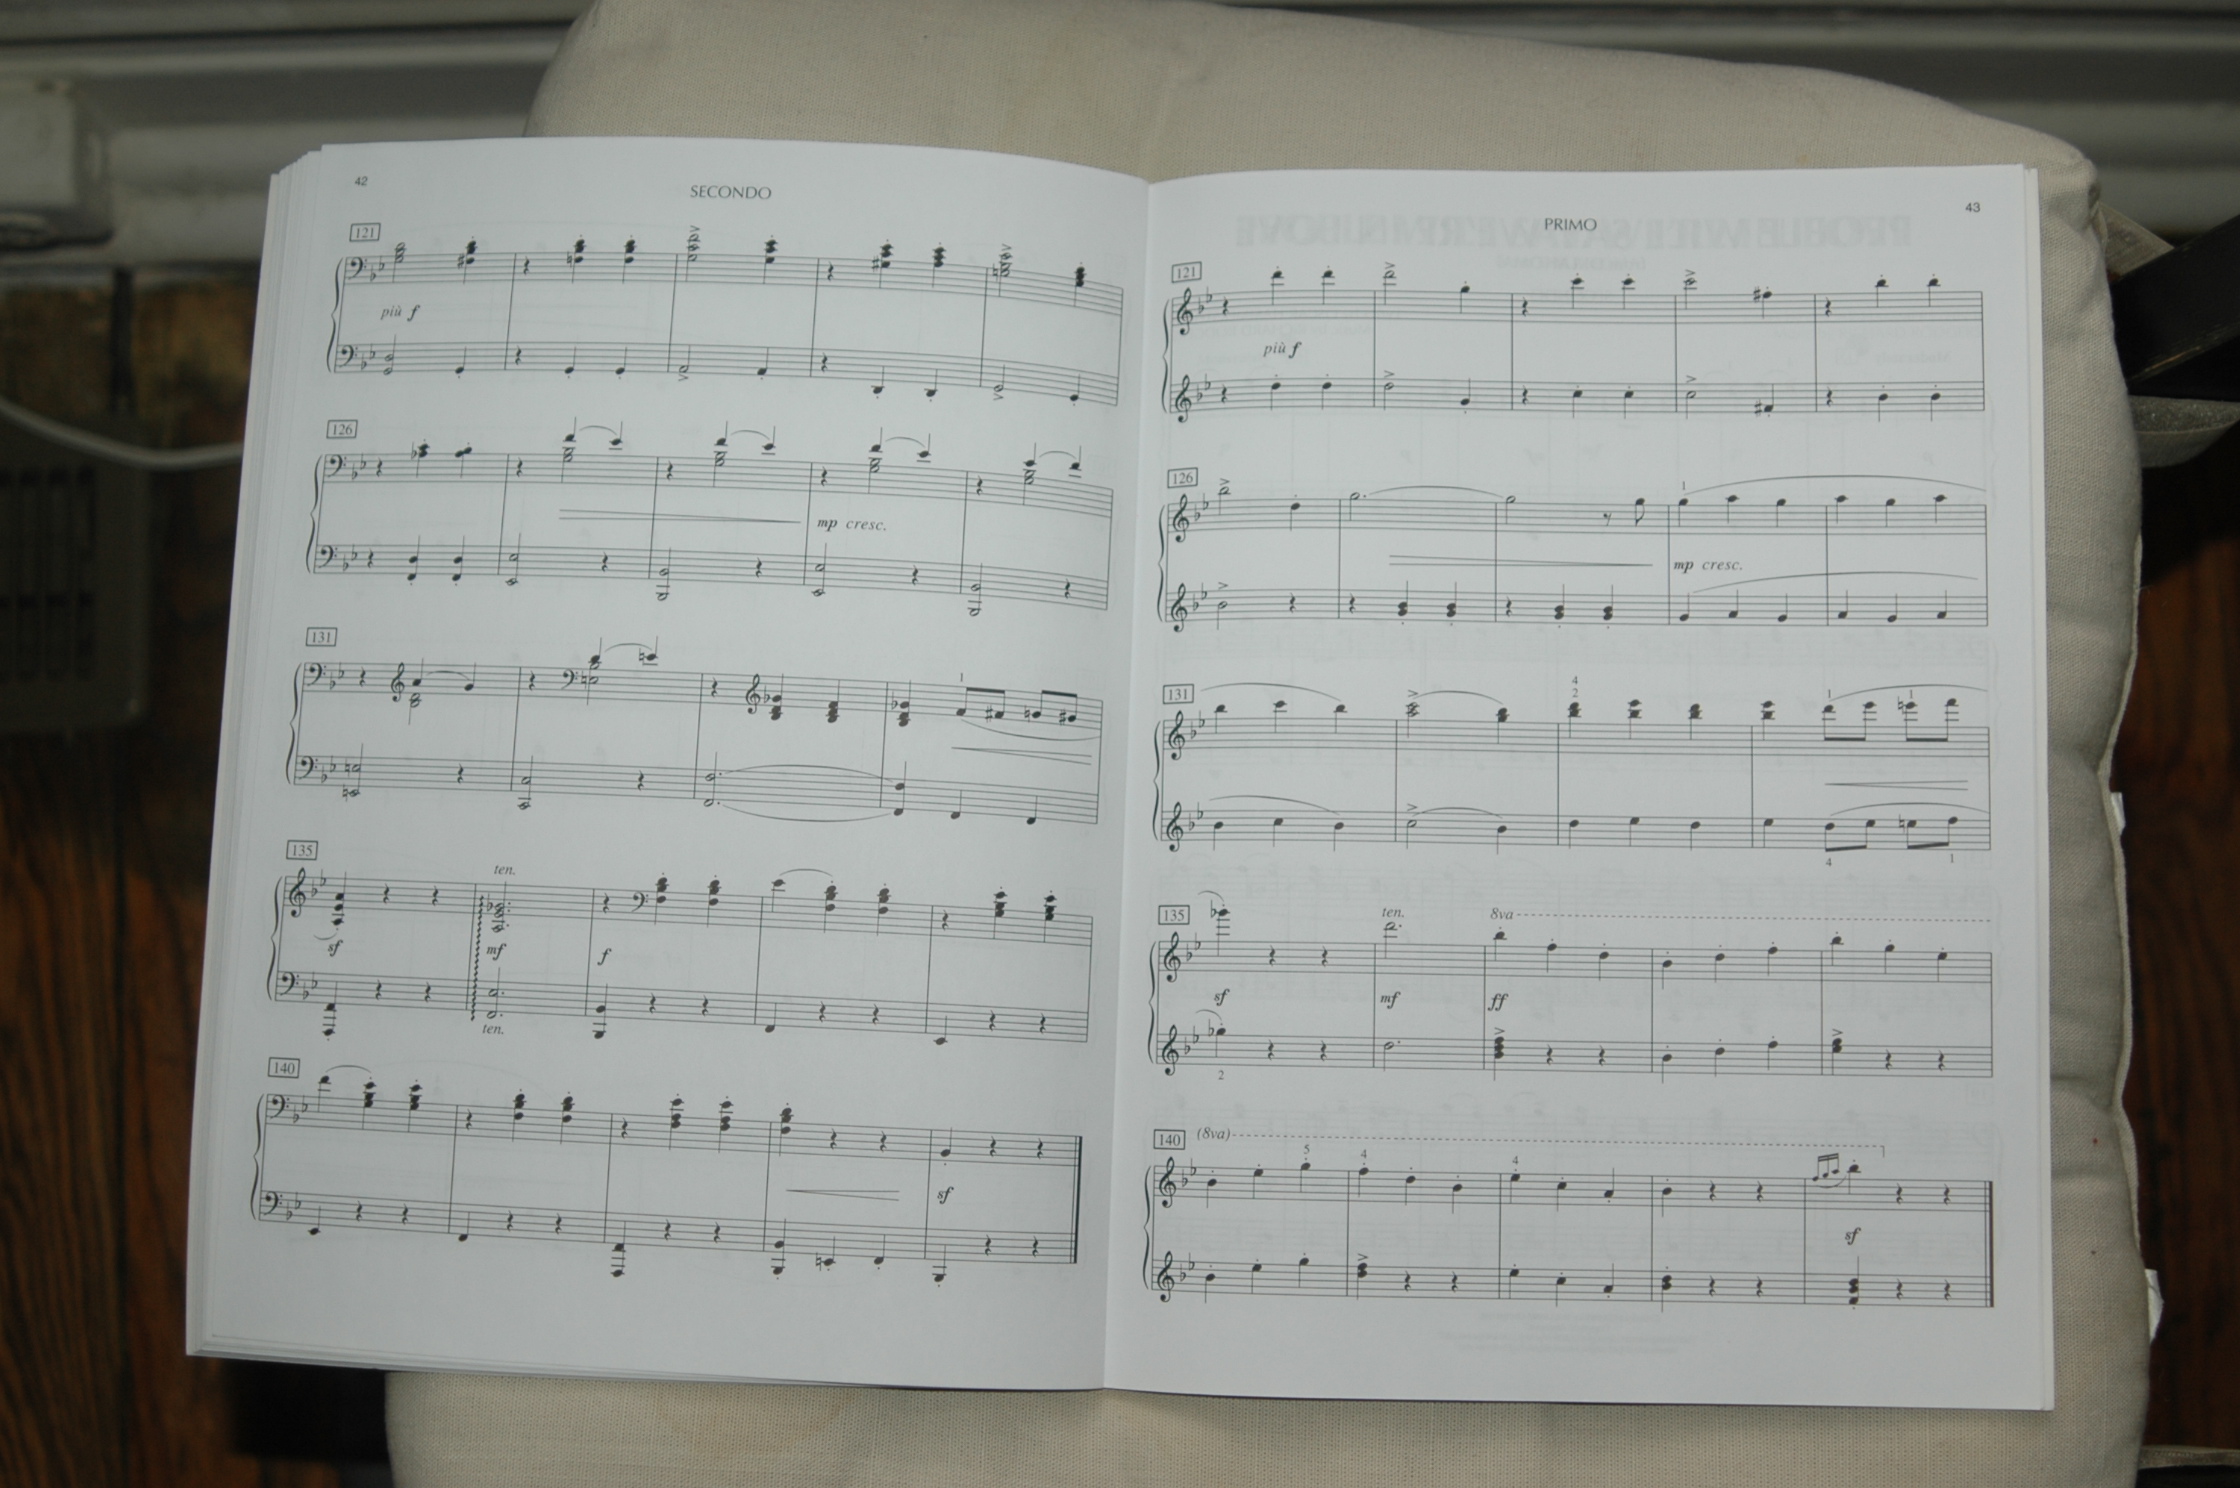 42
SECONDO
121
più f
126
mp cresc.
131
1
135
ten.
sf
mf
f
ten.
140
sf
43
PRIMO
121
più f
126
1
mp cresc.
131
4
2
1
1
4
1
135
ten.
8va
sf
mf
ff
2
140
(8va)
5
4
4
sf